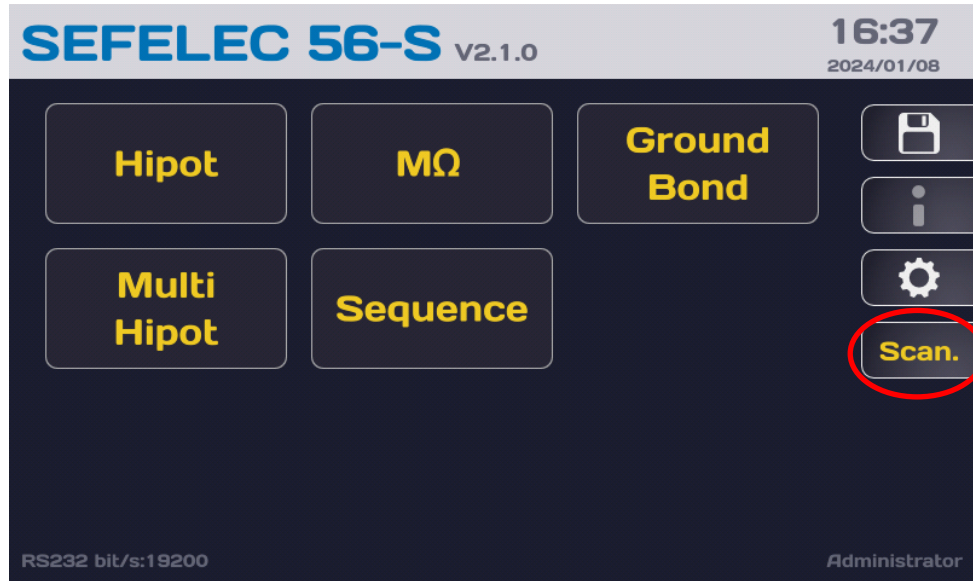 SEFELEC 56-S V2.1.0
16:37
2024/01/08
Hipot
MΩ
Ground
Bond
Multi
Hipot
Sequence
Scan.
RS232 bit/s:19200
Administrator